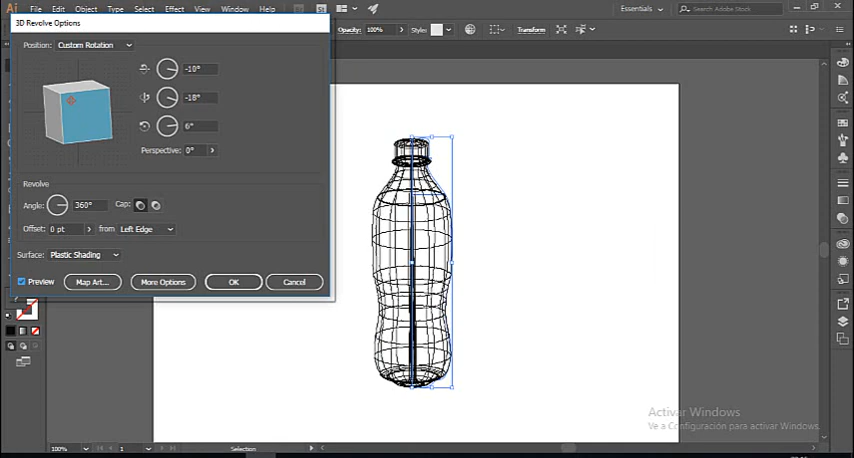 Ai File Edit Object Type Select Effect View Window Help Br St
Essentials Search Adobe Stock
3D Revolve Options
Opacity: 100% Style: Transform
Position: Custom Rotation
-10°
-18°
6°
Perspective: 0°
Revolve
Angle: 360° Cap:
Offset: 0 pt from Left Edge
Surface: Plastic Shading
Preview Map Art... More Options OK Cancel
Activar Windows
Ve a Configuración para activar Windows.
100% 1 Selection